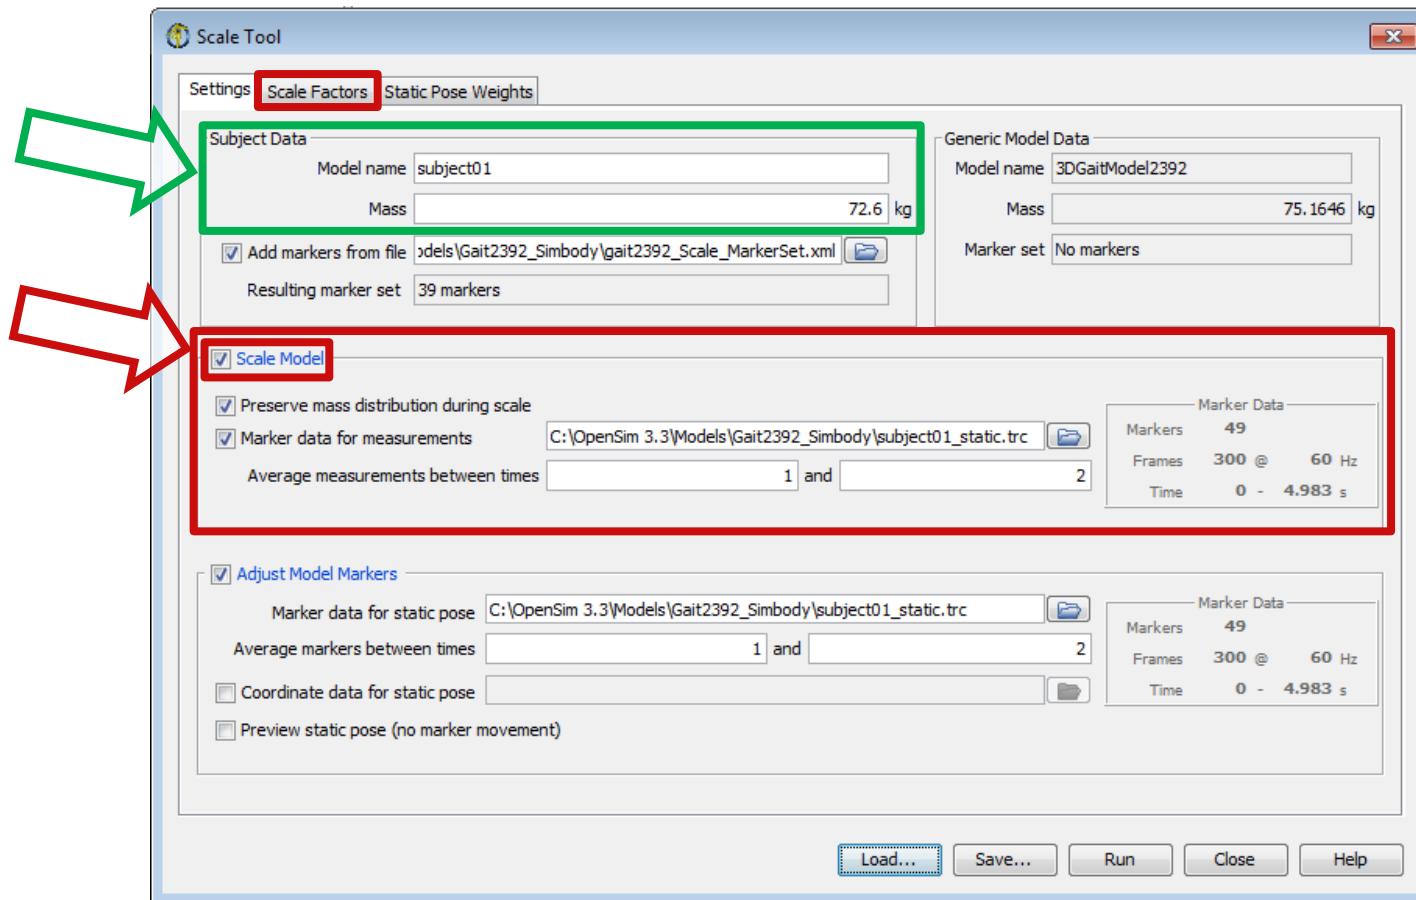 Scale Tool
Settings Scale Factors Static Pose Weights
Subject Data
Model name subject01
Mass 72.6 kg
Add markers from file odels\Gait2392_Simbody\gait2392_Scale_MarkerSet.xml
Resulting marker set 39 markers
Generic Model Data
Model name 3DGaitModel2392
Mass 75.1646 kg
Marker set No markers
Scale Model
Preserve mass distribution during scale
Marker data for measurements C:\OpenSim 3.3\Models\Gait2392_Simbody\subject01_static.trc
Average measurements between times 1 and 2
Marker Data
Markers 49
Frames 300 @ 60 Hz
Time 0 - 4.983 s
Adjust Model Markers
Marker data for static pose C:\OpenSim 3.3\Models\Gait2392_Simbody\subject01_static.trc
Average markers between times 1 and 2
Coordinate data for static pose
Preview static pose (no marker movement)
Marker Data
Markers 49
Frames 300 @ 60 Hz
Time 0 - 4.983 s
Load... Save... Run Close Help